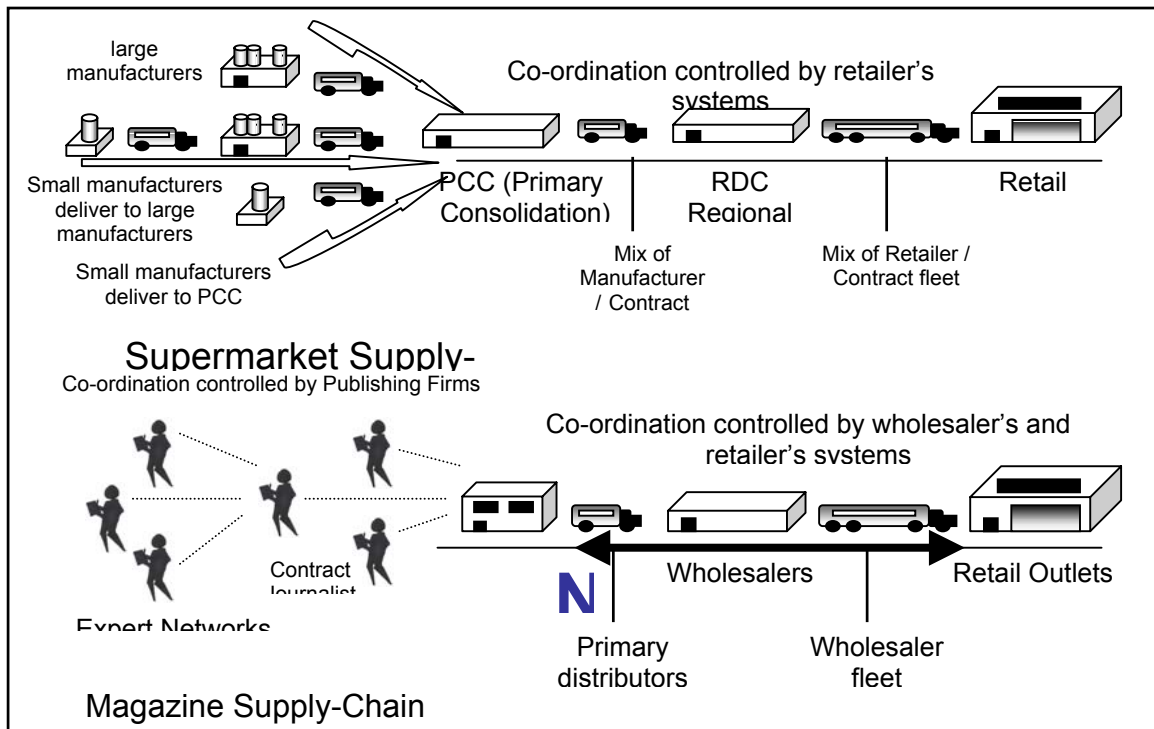 large
manufacturers
Co-ordination controlled by retailer's
systems
Small manufacturers
deliver to large
manufacturers
PCC (Primary
Consolidation)
RDC
Regional
Retail
Small manufacturers
deliver to PCC
Mix of
Manufacturer
/ Contract
Mix of Retailer /
Contract fleet
Supermarket Supply-
Co-ordination controlled by Publishing Firms
Co-ordination controlled by wholesaler's and
retailer's systems
Contract
Journalist
Expert Networks
N
Wholesalers
Retail Outlets
Primary
distributors
Wholesaler
fleet
Magazine Supply-Chain